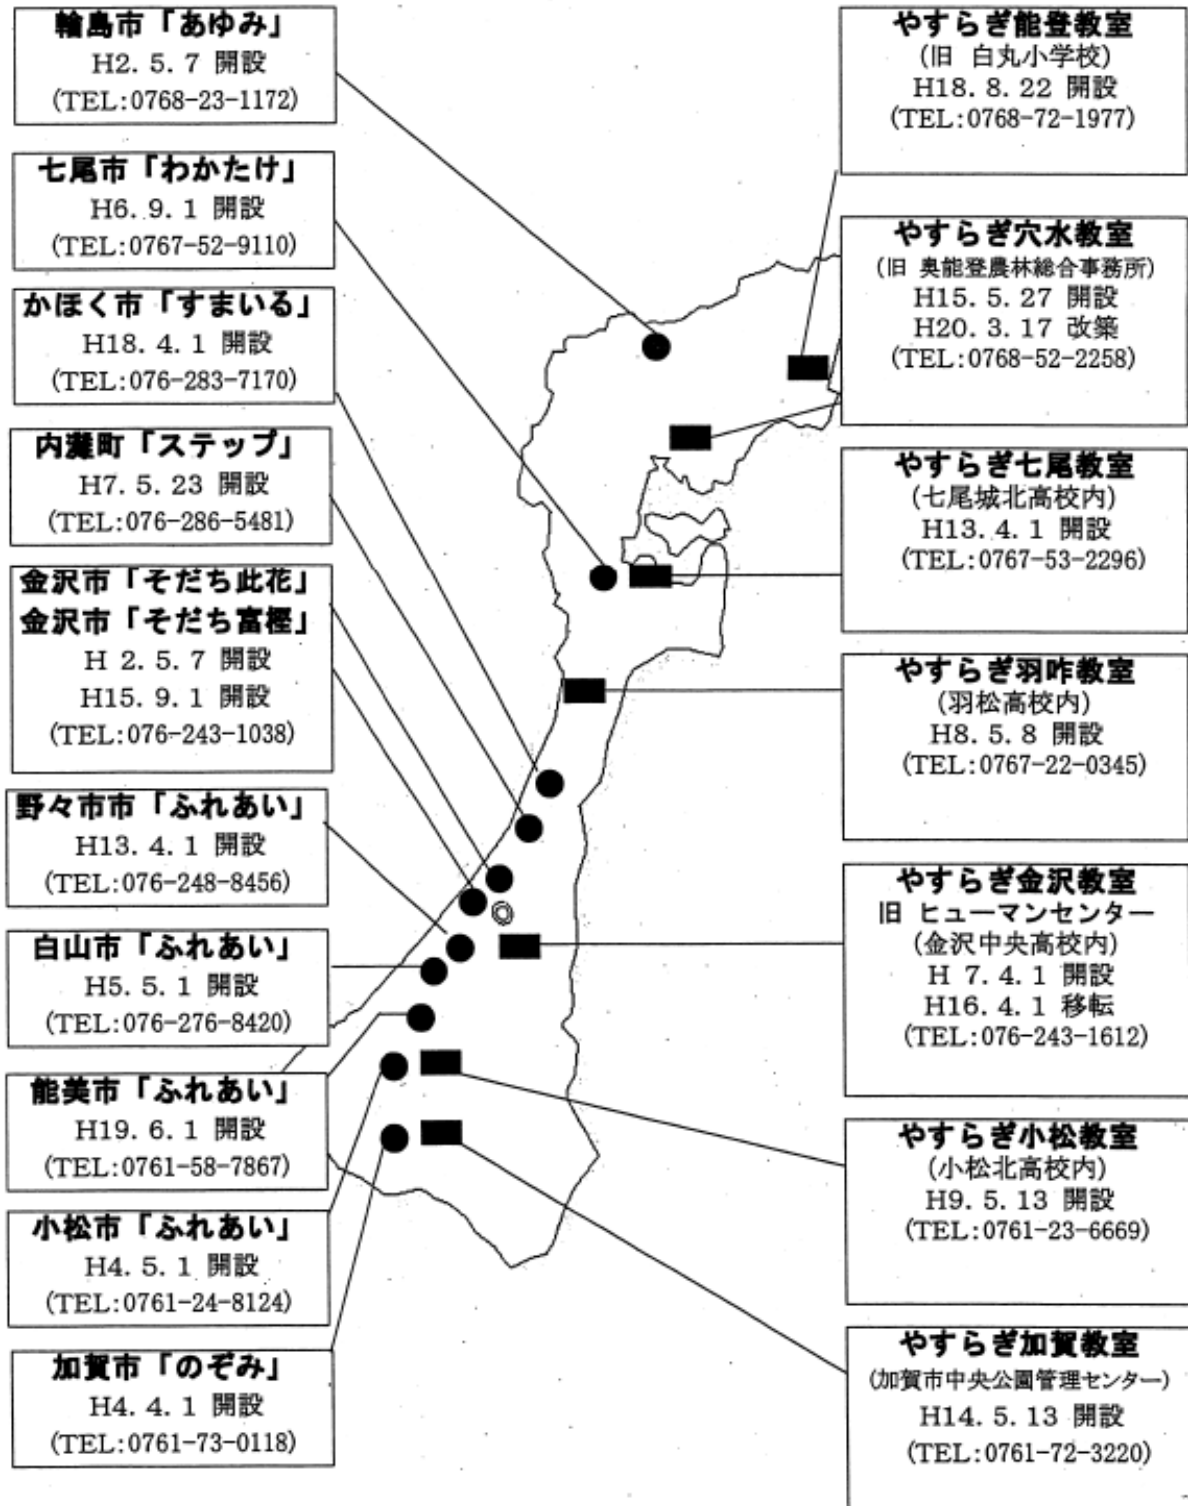 輪島市「あゆみ」
H2. 5. 7 開設
(TEL:0768-23-1172)
七尾市「わかたけ」
H6. 9. 1 開設
(TEL:0767-52-9110)
かほく市「すまいる」
H18. 4. 1 開設
(TEL:076-283-7170)
内灘町「ステップ」
H7. 5. 23 開設
(TEL:076-286-5481)
金沢市「そだち此花」
金沢市「そだち富樫」
H 2. 5. 7 開設
H15. 9. 1 開設
(TEL:076-243-1038)
野々市市「ふれあい」
H13. 4. 1 開設
(TEL:076-248-8456)
白山市「ふれあい」
H5. 5. 1 開設
(TEL:076-276-8420)
能美市「ふれあい」
H19. 6. 1 開設
(TEL:0761-58-7867)
小松市「ふれあい」
H4. 5. 1 開設
(TEL:0761-24-8124)
加賀市「のぞみ」
H4. 4. 1 開設
(TEL:0761-73-0118)
やすらぎ能登教室
(旧 白丸小学校)
H18. 8. 22 開設
(TEL:0768-72-1977)
やすらぎ穴水教室
(旧 奥能登農林総合事務所)
H15. 5. 27 開設
H20. 3. 17 改築
(TEL:0768-52-2258)
やすらぎ七尾教室
(七尾城北高校内)
H13. 4. 1 開設
(TEL:0767-53-2296)
やすらぎ羽咋教室
(羽松高校内)
H8. 5. 8 開設
(TEL:0767-22-0345)
やすらぎ金沢教室
旧 ヒューマンセンター
(金沢中央高校内)
H 7. 4. 1 開設
H16. 4. 1 移転
(TEL:076-243-1612)
やすらぎ小松教室
(小松北高校内)
H9. 5. 13 開設
(TEL:0761-23-6669)
やすらぎ加賀教室
(加賀市中央公園管理センター)
H14. 5. 13 開設
(TEL:0761-72-3220)